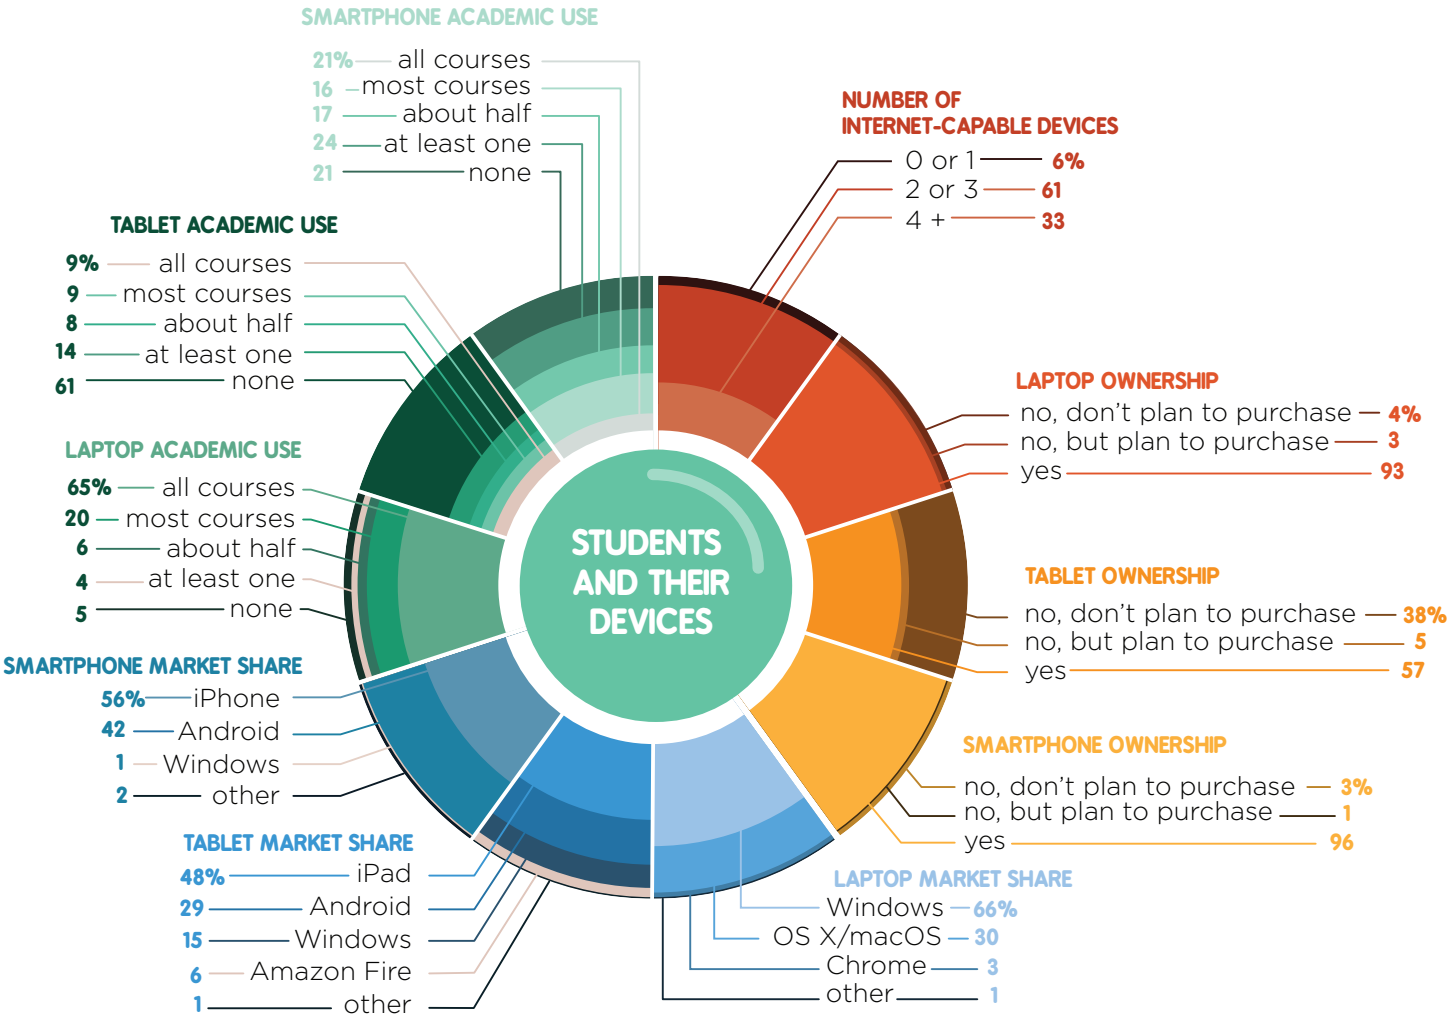 SMARTPHONE ACADEMIC USE
21% all courses
16 most courses
17 about half
24 at least one
21 none
NUMBER OF
INTERNET-CAPABLE DEVICES
0 or 1 6%
2 or 3 61
4 + 33
TABLET ACADEMIC USE
9% all courses
9 most courses
8 about half
14 at least one
61 none
LAPTOP OWNERSHIP
no, don't plan to purchase 4%
no, but plan to purchase 3
yes 93
LAPTOP ACADEMIC USE
65% all courses
20 most courses
6 about half
4 at least one
5 none
STUDENTS
AND THEIR
DEVICES
TABLET OWNERSHIP
no, don't plan to purchase 38%
no, but plan to purchase 5
yes 57
SMARTPHONE MARKET SHARE
56% iPhone
42 Android
1 Windows
2 other
SMARTPHONE OWNERSHIP
no, don't plan to purchase 3%
no, but plan to purchase 1
yes 96
TABLET MARKET SHARE
48% iPad
29 Android
15 Windows
6 Amazon Fire
1 other
LAPTOP MARKET SHARE
Windows 66%
OS X/macOS 30
Chrome 3
other 1